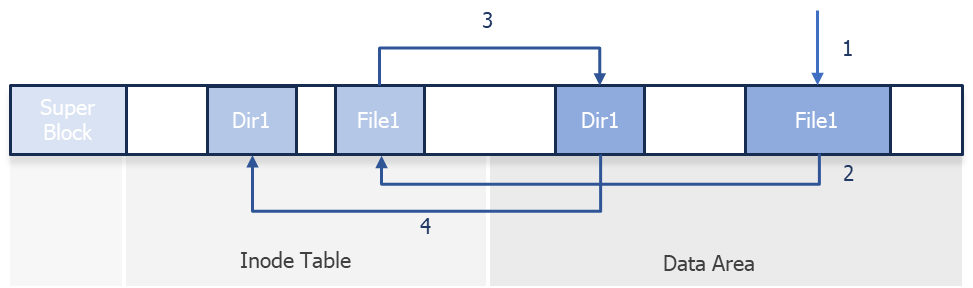 3
1
Super
Block
Dir1
File1
Dir1
File1
2
4
Inode Table
Data Area